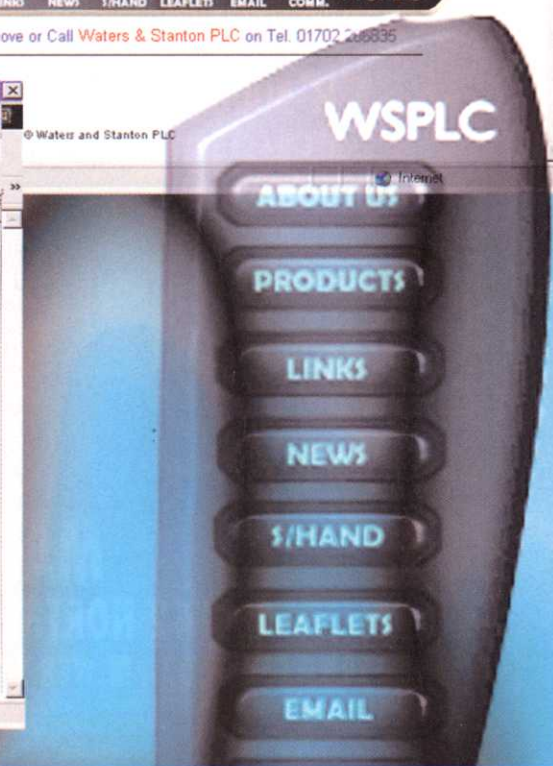 NEWS S/HAND LEAFLETS EMAIL COMM.
ove or Call Waters & Stanton PLC on Tel. 01702
© Waters and Stanton PLC
WSPLC
Internet
ABOUT US
PRODUCTS
LINKS
NEWS
S/HAND
LEAFLETS
EMAIL